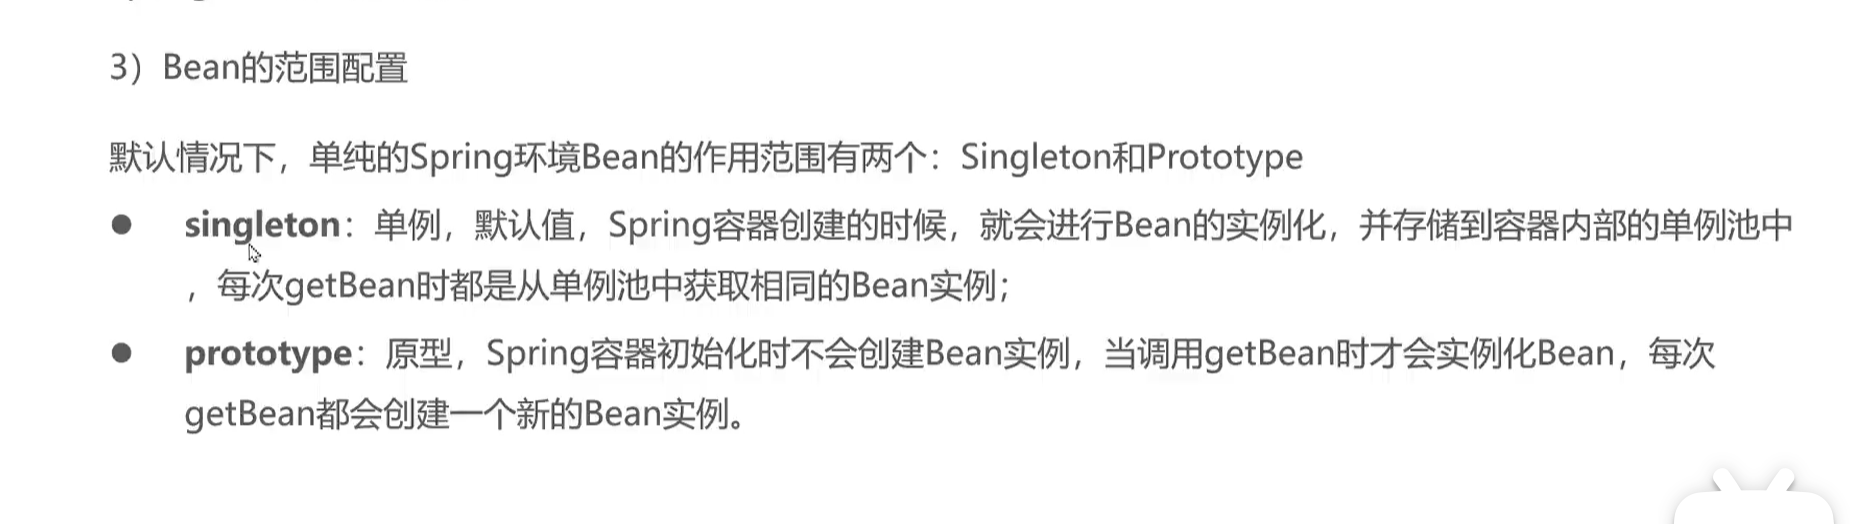 3）Bean的范围配置
默认情况下，单纯的Spring环境Bean的作用范围有两个：Singleton和Prototype
● singleton：单例，默认值，Spring容器创建的时候，就会进行Bean的实例化，并存储到容器内部的单例池中
，每次getBean时都是从单例池中获取相同的Bean实例；
● prototype：原型，Spring容器初始化时不会创建Bean实例，当调用getBean时才会实例化Bean，每次
getBean都会创建一个新的Bean实例。